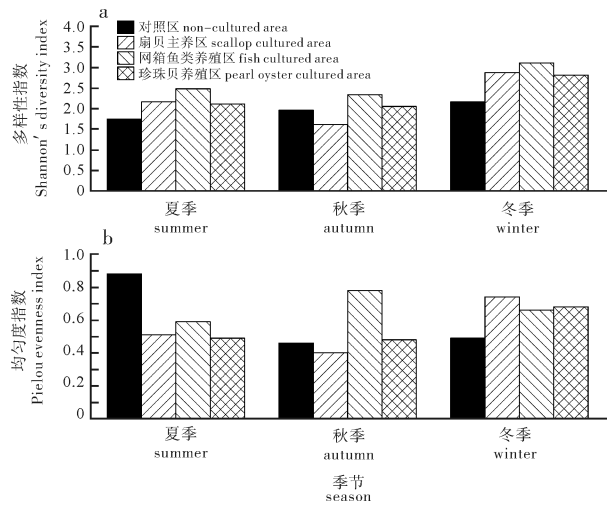 a
4.0
3.5
3.0
2.5
2.0
1.5
1.0
0.5
0
多样性指数
Shannon's diversity index
对照区 non-cultured area
扇贝主养区 scallop cultured area
网箱鱼类养殖区 fish cultured area
珍珠贝养殖区 pearl oyster cultured area
夏季 秋季 冬季
summer autumn winter
b
1.0
0.8
0.6
0.4
0.2
0
均匀度指数
Pielou evenness index
夏季 秋季 冬季
summer autumn winter
季节
season